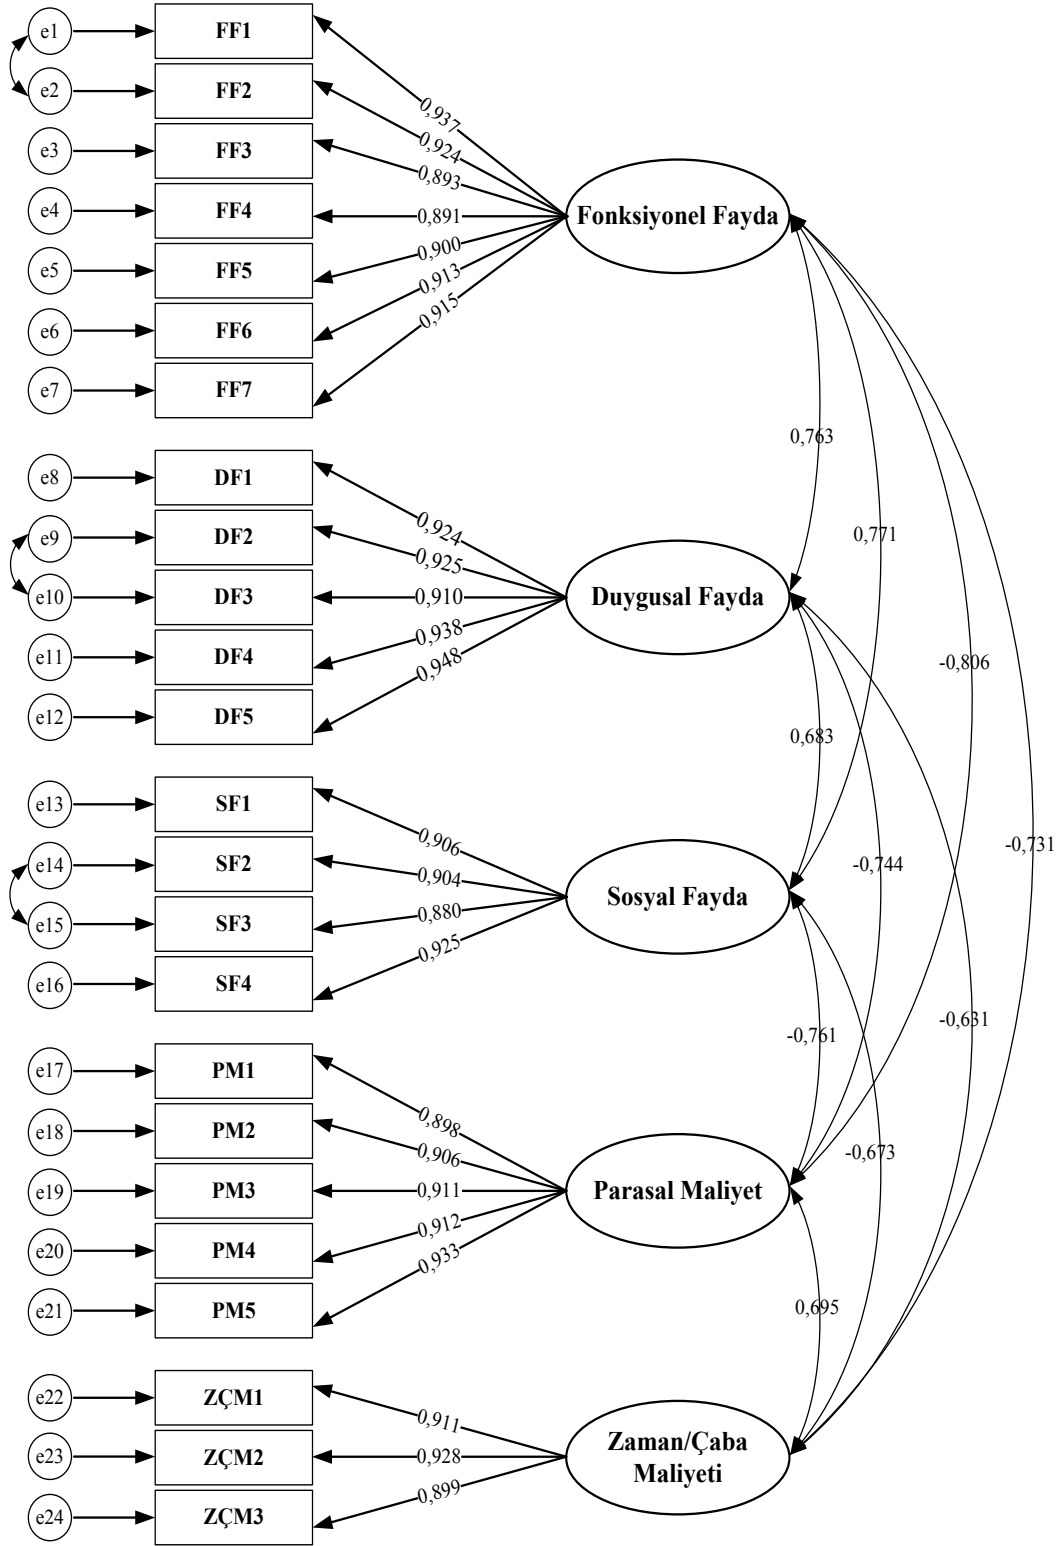 e1 FF1
e2 FF2
e3 FF3
e4 FF4
e5 FF5
e6 FF6
e7 FF7
0,937
0,924
0,893
0,891
0,900
0,913
0,915
Fonksiyonel Fayda
e8 DF1
e9 DF2
e10 DF3
e11 DF4
e12 DF5
0,924
0,925
0,910
0,938
0,948
Duygusal Fayda
e13 SF1
e14 SF2
e15 SF3
e16 SF4
0,906
0,904
0,880
0,925
Sosyal Fayda
e17 PM1
e18 PM2
e19 PM3
e20 PM4
e21 PM5
0,898
0,906
0,911
0,912
0,933
Parasal Maliyet
e22 ZÇM1
e23 ZÇM2
e24 ZÇM3
0,911
0,928
0,899
Zaman/Çaba
Maliyeti
0,763
0,771
-0,806
0,683
-0,731
-0,744
-0,631
-0,761
-0,673
0,695